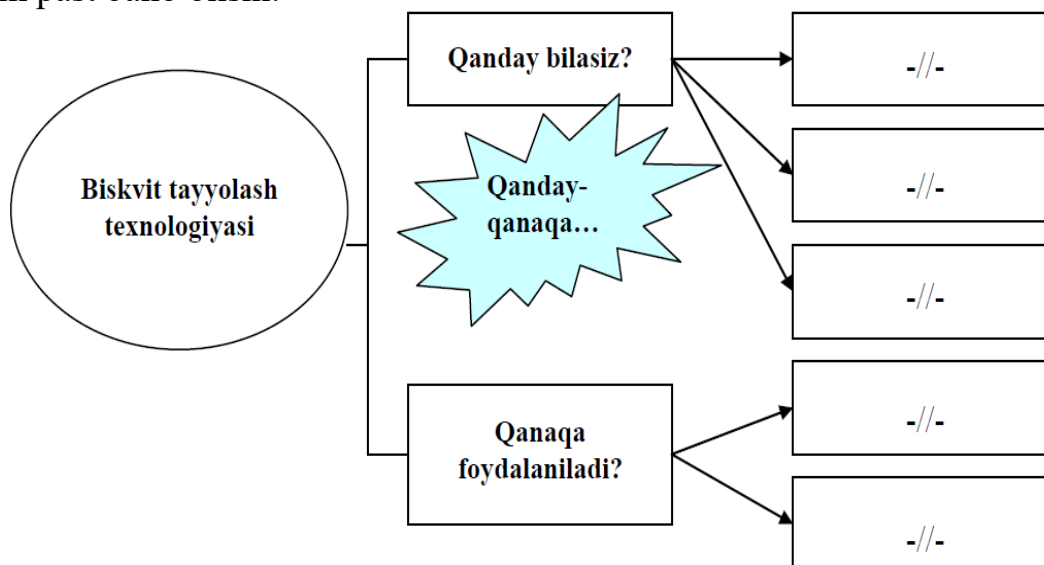 Qanday bilasiz?
-//-
Biskvit tayyolash
texnologiyasi
Qanday-
qanaqa…
-//-
-//-
Qanaqa
foydalaniladi?
-//-
-//-